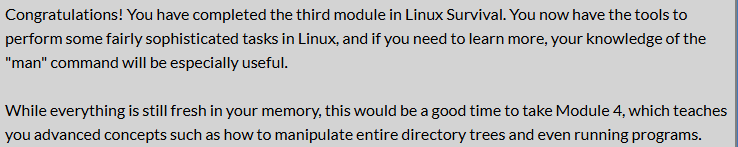 Congratulations! You have completed the third module in Linux Survival. You now have the tools to
perform some fairly sophisticated tasks in Linux, and if you need to learn more, your knowledge of the
"man" command will be especially useful.
While everything is still fresh in your memory, this would be a good time to take Module 4, which teaches
you advanced concepts such as how to manipulate entire directory trees and even running programs.